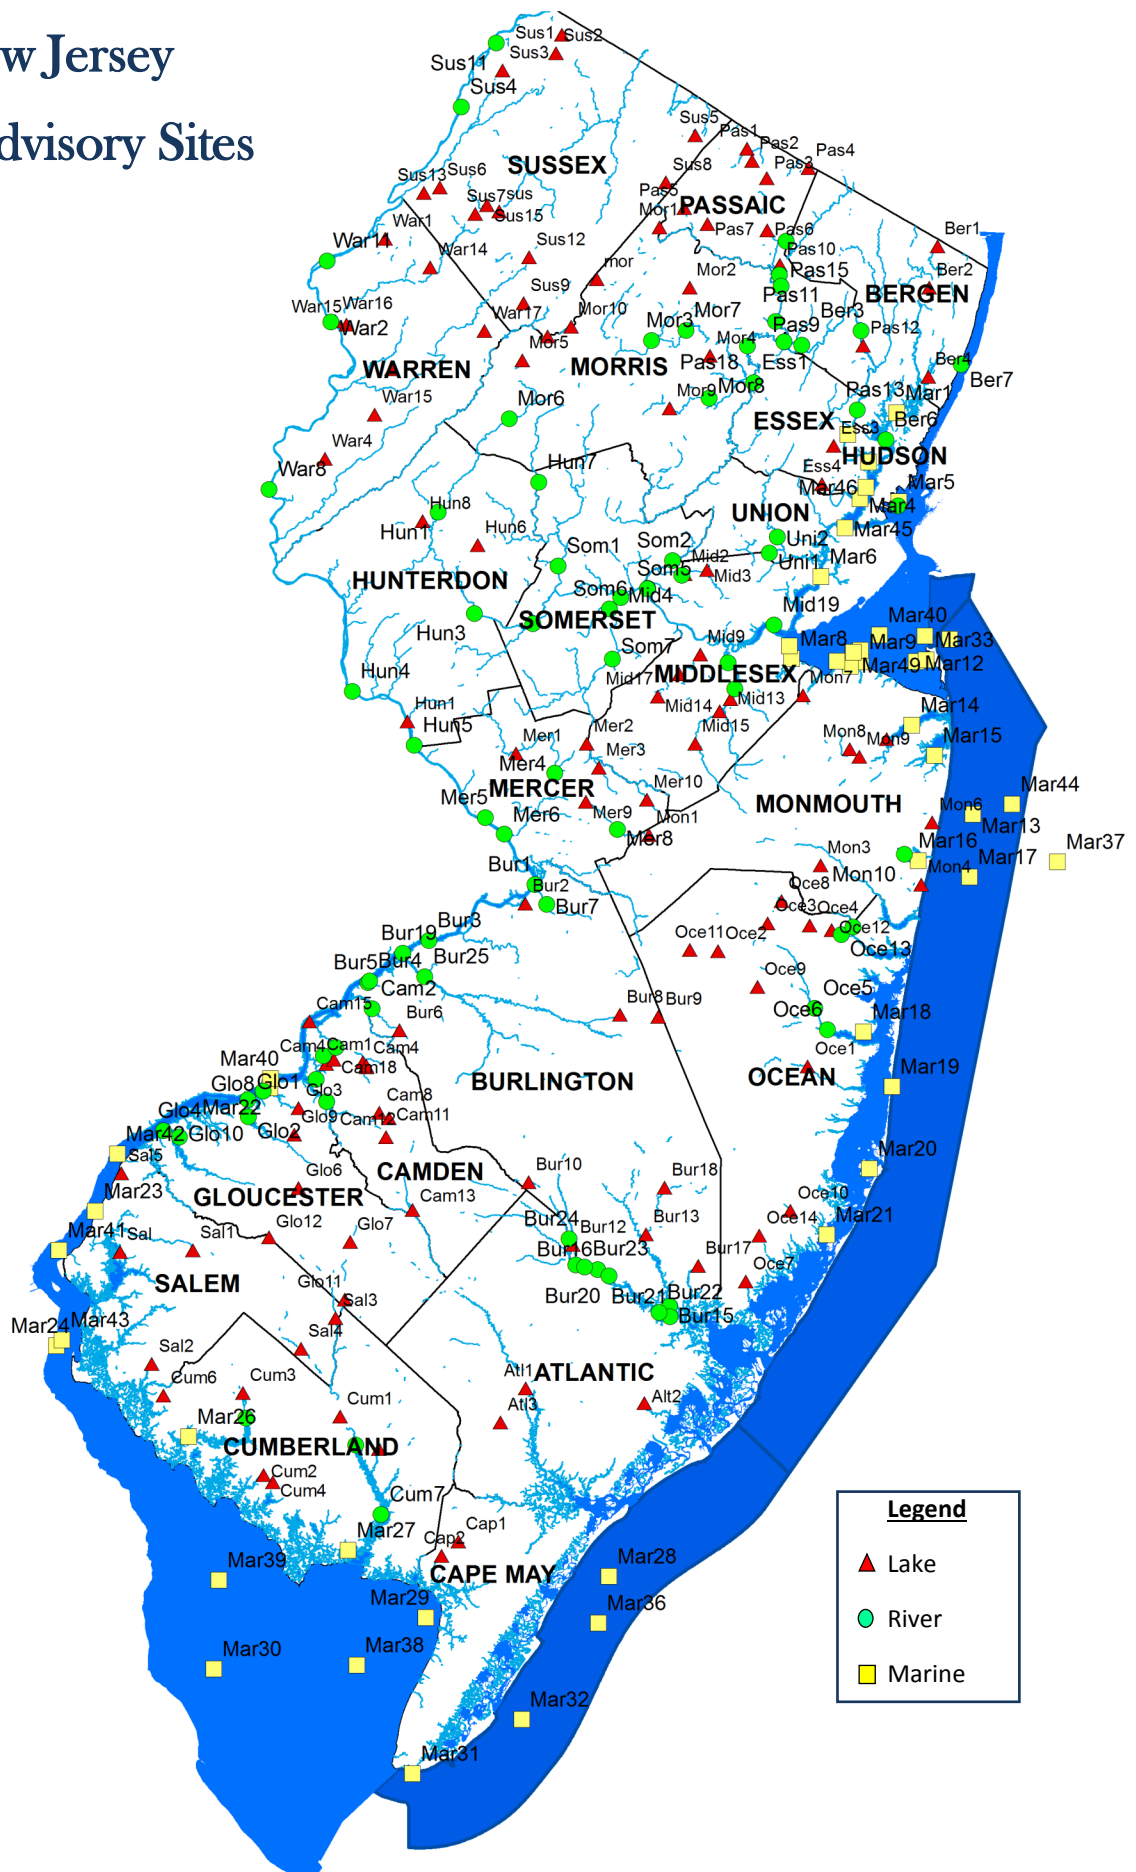 w Jersey
dvisory Sites
Sus1
Sus2
Sus3
Sus11
Sus4
Sus5
Pas1
Pas2
Pas3
Pas4
SUSSEX
Sus13
Sus6
Sus8
Sus7
sus
Sus15
Pas5
PASSAIC
Mor1
Pas7
Pas6
War1
War11
War14
Sus12
Pas10
Ber1
mor
Mor2
Pas15
Ber2
Sus9
Pas11
BERGEN
War15
War16
War2
War17
Mor10
Mor3
Mor7
Ber3
Pas9
Pas12
Mor5
Mor4
WARREN
MORRIS
Pas18
Ess1
Ber4
Ber7
War15
Mor6
Mor9
Mor8
Pas13
Mar1
ESSEX
Ess3
Ber6
War4
War8
Hun7
Ess4
HUDSON
Mar46
Mar5
Hun8
Mar4
UNION
Hun1
Hun6
Som1
Som2
Uni2
Mar45
Mid2
Uni1
Mar6
HUNTERDON
Som5
Mid3
Som6
Mid4
Mid19
SOMERSET
Hun3
Som7
Mid9
Mar8
Mar40
Mar9
Mar33
Hun4
Mid17
MIDDLESEX
Mon7
Mar49
Mar12
Hun1
Hun5
Mid14
Mid13
Mid15
Mar14
Mer1
Mer2
Mer3
Mon8
Mon9
Mar15
Mer4
MERCER
Mer10
MONMOUTH
Mar44
Mer5
Mer6
Mer9
Mon1
Mer8
Mon6
Mar13
Mar16
Mar17
Mar37
Bur1
Bur2
Bur7
Mon3
Mon10
Mon4
Oce8
Oce3
Oce4
Bur3
Bur19
Oce11
Oce2
Oce12
Oce13
Bur5
Bur4
Bur25
Cam2
Oce9
Oce5
Cam15
Bur6
Bur8
Bur9
Oce6
Mar18
Mar40
Cam4
Cam1
Cam4
Cam18
Oce1
Glo8
Glo1
Glo3
BURLINGTON
OCEAN
Mar19
Glo4
Mar22
Glo9
Cam8
Cam12
Cam11
Mar42
Glo10
Glo2
Sal5
Mar20
Mar23
Glo6
CAMDEN
Bur10
Bur18
GLOUCESTER
Cam13
Oce10
Mar41
Sal
Sal1
Glo12
Glo7
Bur24
Bur12
Bur13
Oce14
Mar21
Bur16
Bur23
Bur17
SALEM
Glo11
Oce7
Sal3
Bur20
Bur21
Bur22
Bur15
Mar24
Mar43
Sal4
Sal2
Cum6
Cum3
Atl1
ATLANTIC
Mar26
Cum1
Atl3
Alt2
CUMBERLAND
Cum2
Cum4
Cum7
Mar27
Cap1
Cap2
Mar39
CAPE MAY
Mar28
Mar29
Mar36
Mar30
Mar38
Mar32
Mar31
Legend
Lake
River
Marine